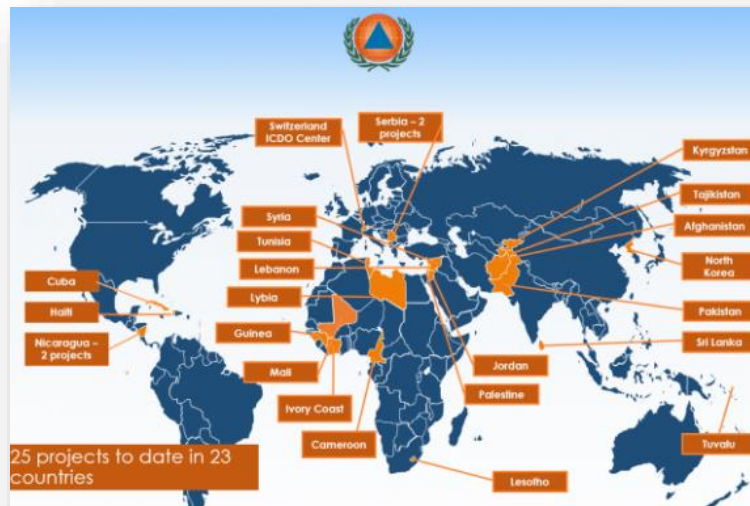 Switzerland
ICDO Center
Serbia – 2
projects
Kyrgyzstan
Syria
Tajikistan
Tunisia
Afghanistan
Lebanon
North
Korea
Cuba
Lybia
Haiti
Pakistan
Guinea
Sri Lanka
Nicaragua –
2 projects
Mali
Jordan
Palestine
Ivory Coast
Cameroon
Tuvalu
25 projects to date in 23
countries
Lesotho